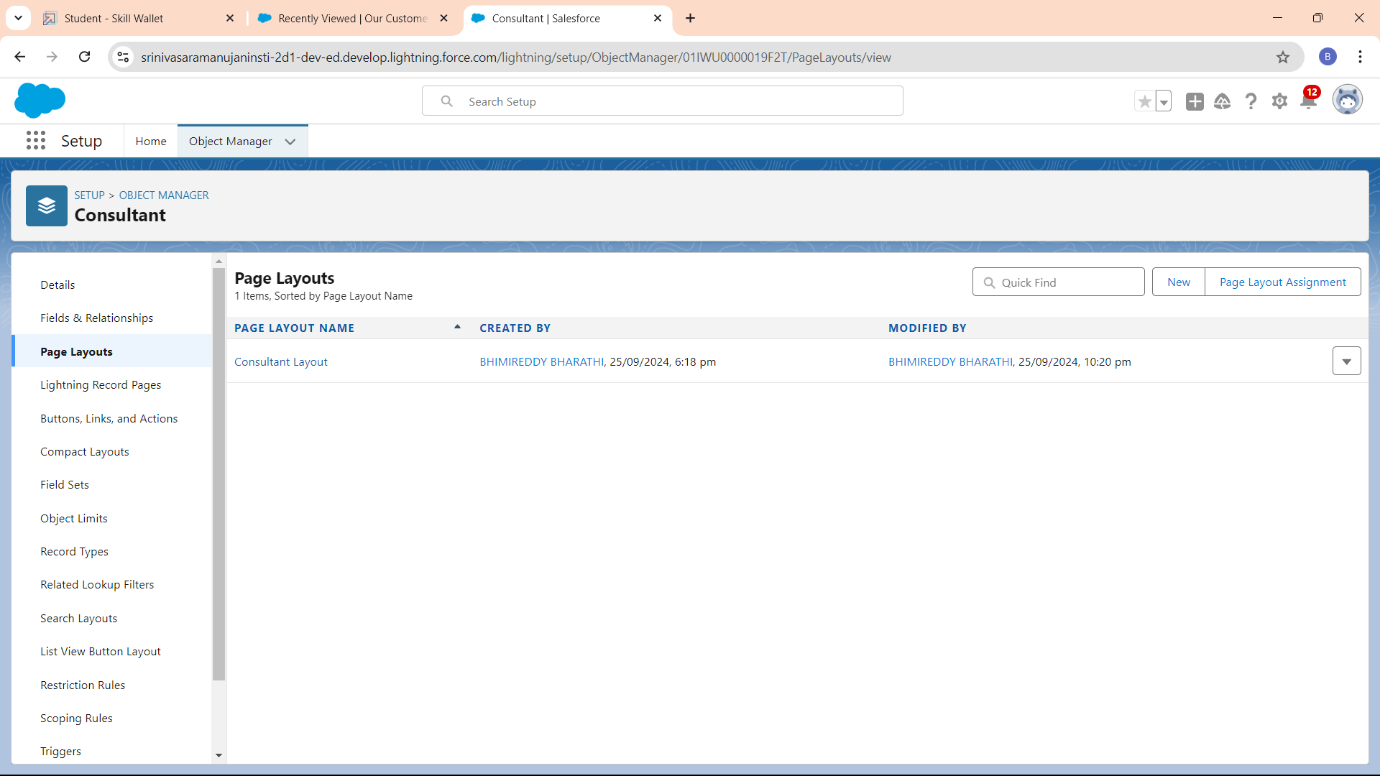 Student - Skill Wallet
Recently Viewed | Our Custome
Consultant | Salesforce
srinivasaramanujaninsti-2d1-dev-ed.develop.lightning.force.com/lightning/setup/ObjectManager/01IWU0000019F2T/PageLayouts/view
B
Search Setup
12
Setup
Home
Object Manager
SETUP > OBJECT MANAGER
Consultant
Details
Fields & Relationships
Page Layouts
Lightning Record Pages
Buttons, Links, and Actions
Compact Layouts
Field Sets
Object Limits
Record Types
Related Lookup Filters
Search Layouts
List View Button Layout
Restriction Rules
Scoping Rules
Triggers
Page Layouts
1 Items, Sorted by Page Layout Name
Quick Find
New
Page Layout Assignment
PAGE LAYOUT NAME CREATED BY MODIFIED BY
Consultant Layout BHIMIREDDY BHARATHI, 25/09/2024, 6:18 pm BHIMIREDDY BHARATHI, 25/09/2024, 10:20 pm